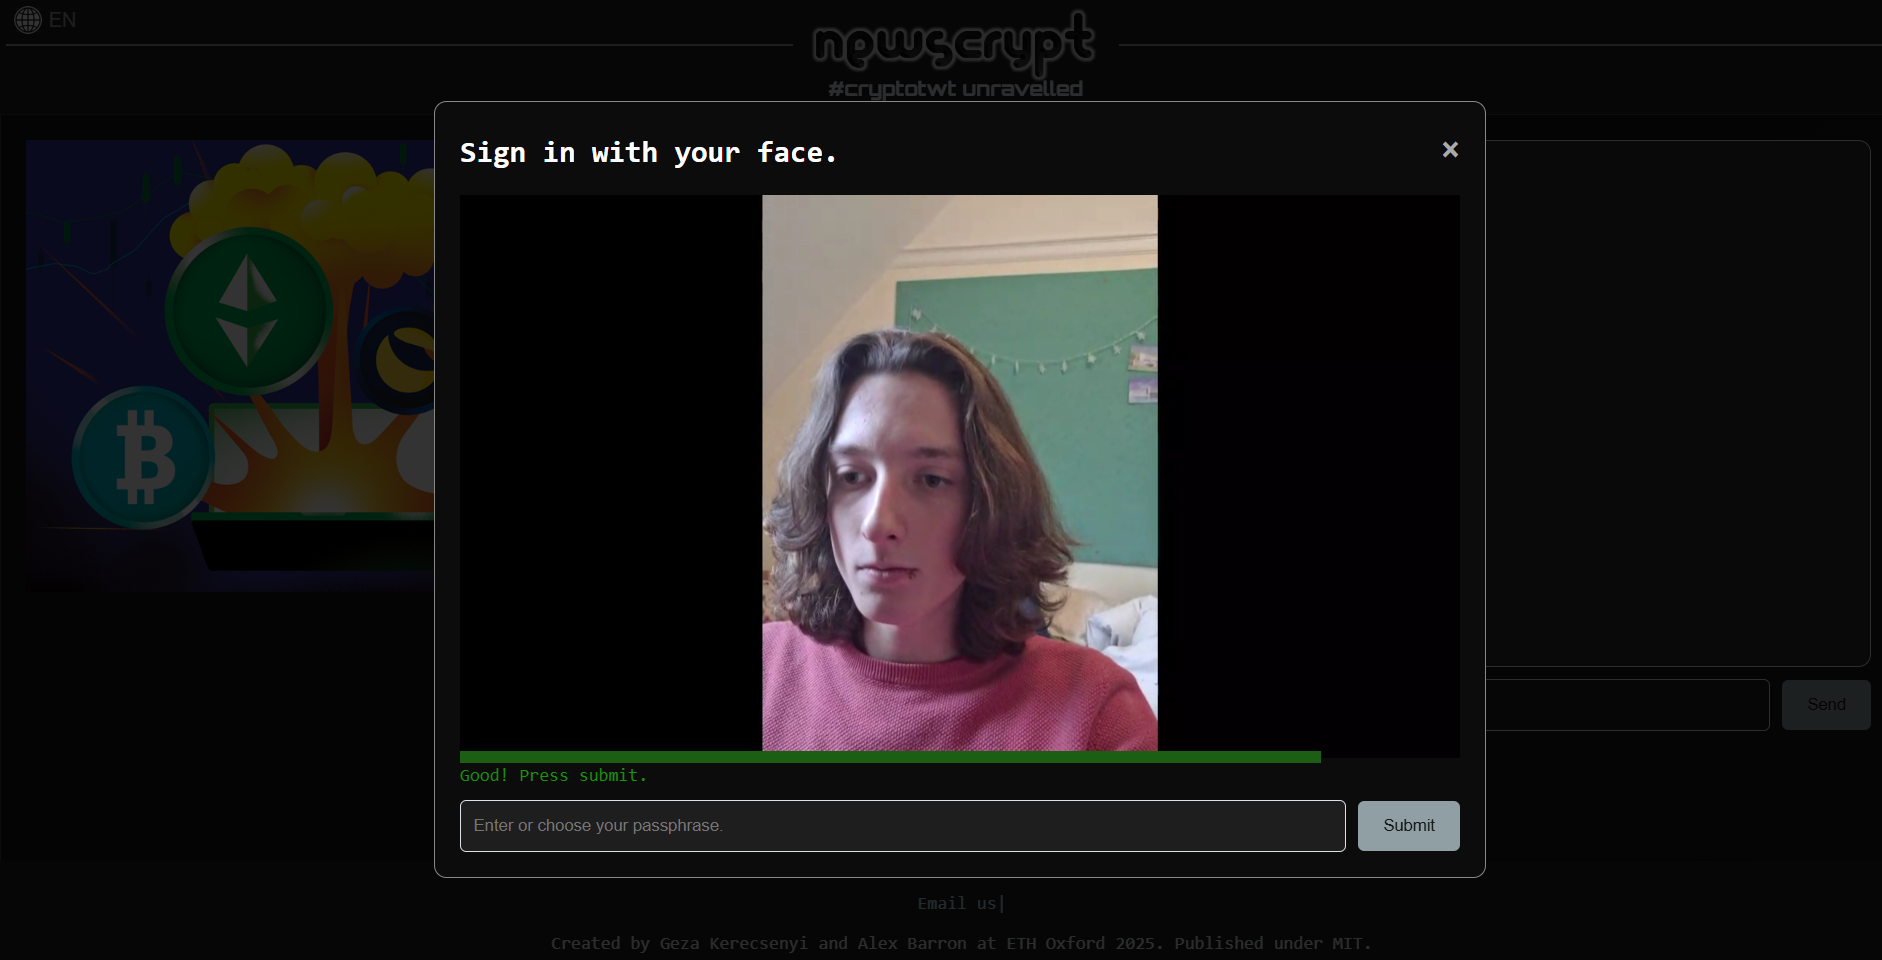 EN
newscrypt
#cryptotwt unravelled
Sign in with your face.
×
Good! Press submit.
Enter or choose your passphrase.
Submit
Send
Email us|
Created by Geza Kerecsenyi and Alex Barron at ETH Oxford 2025. Published under MIT.